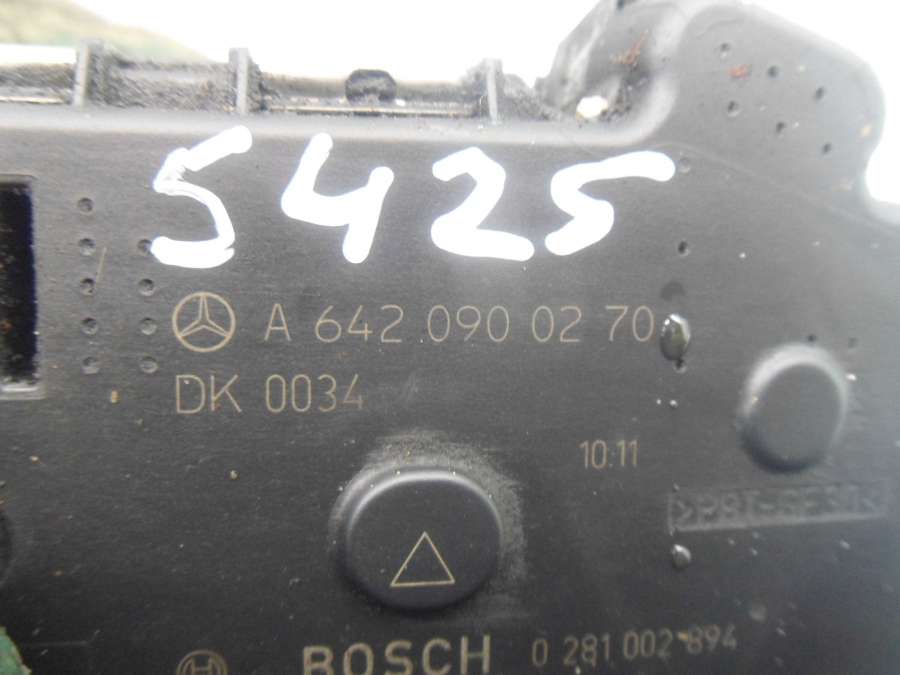 5425
A 642 090 02 70
DK 0034
10:11
>PBT-GF30<
BOSCH 0 281 002 894